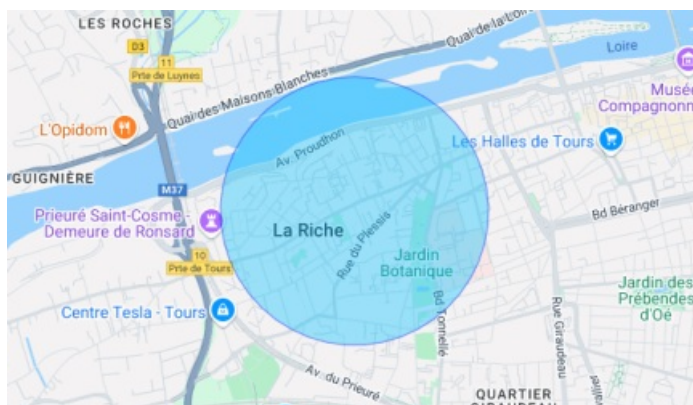 LES ROCHES
Quai de la Loire
D3
Loire
11
Prte de Luynes
Quai des Maisons Blanches
Musée
Compagnonn
L'Opidom
Av. Proudhon
Les Halles de Tours
GUIGNIÈRE
M37
Bd Béranger
Prieuré Saint-Cosme -
Demeure de Ronsard
La Riche
Rue du Plessis
10
Prte de Tours
Jardin
Botanique
Jardin des
Prébendes
d'Oé
Centre Tesla - Tours
Bd Tonnellé
Rue Giraudeau
Av. du Prieuré
QUARTIER
GIRAUDEAU